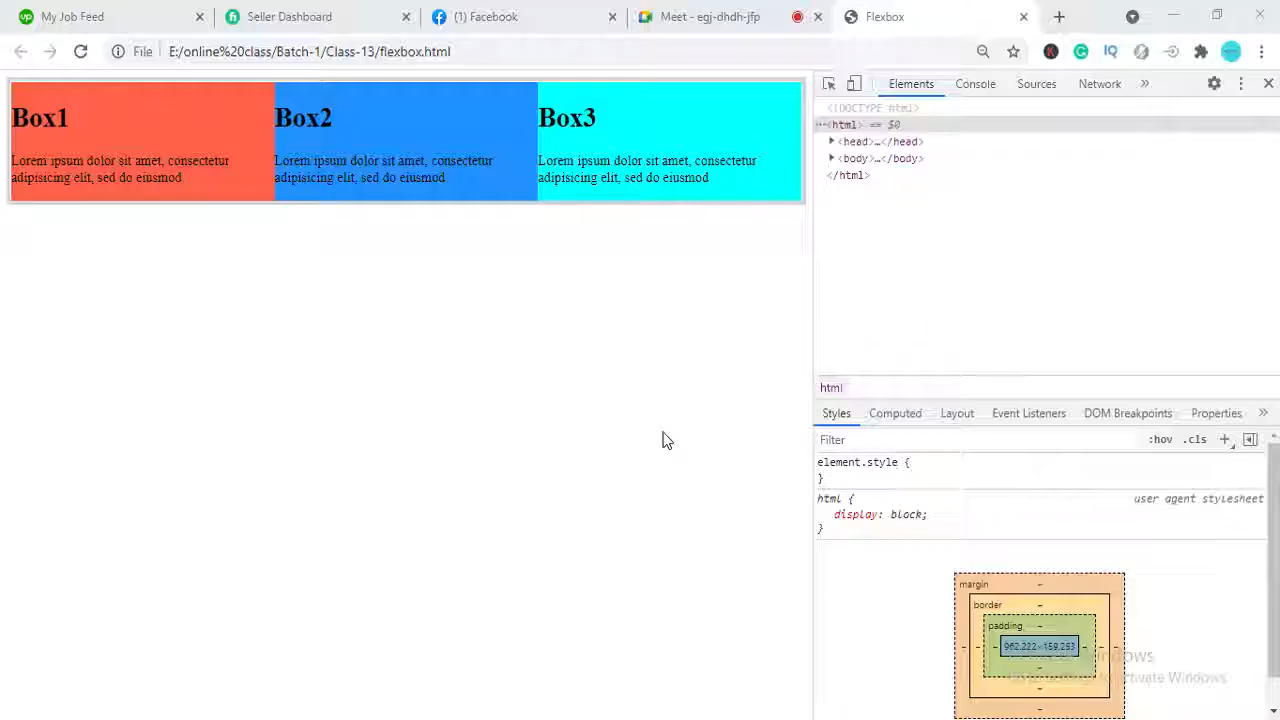 My Job Feed
Seller Dashboard
(1) Facebook
Meet - egj-dhdh-jfp
Flexbox
File
E:/online%20class/Batch-1/Class-13/flexbox.html
Box1
Lorem ipsum dolor sit amet, consectetur
adipisicing elit, sed do eiusmod
Box2
Lorem ipsum dolor sit amet, consectetur
adipisicing elit, sed do eiusmod
Box3
Lorem ipsum dolor sit amet, consectetur
adipisicing elit, sed do eiusmod
Elements Console Sources Network »
<!DOCTYPE html>
<html> == $0
<head>…</head>
<body>…</body>
</html>
html
Styles Computed Layout Event Listeners DOM Breakpoints Properties »
Filter :hov .cls +
element.style {
}
html { user agent stylesheet
display: block;
}
margin
border
padding
to activate Windows